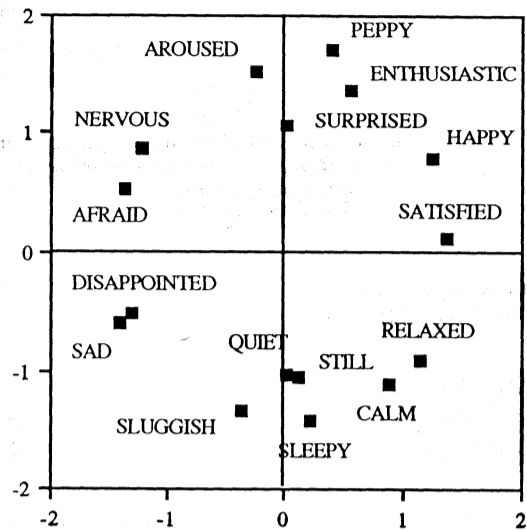 2
PEPPY
AROUSED
ENTHUSIASTIC
NERVOUS
SURPRISED
1
HAPPY
AFRAID
SATISFIED
0
DISAPPOINTED
QUIET
RELAXED
SAD
STILL
-1
SLUGGISH
CALM
SLEEPY
-2
-2 -1 0 1 2